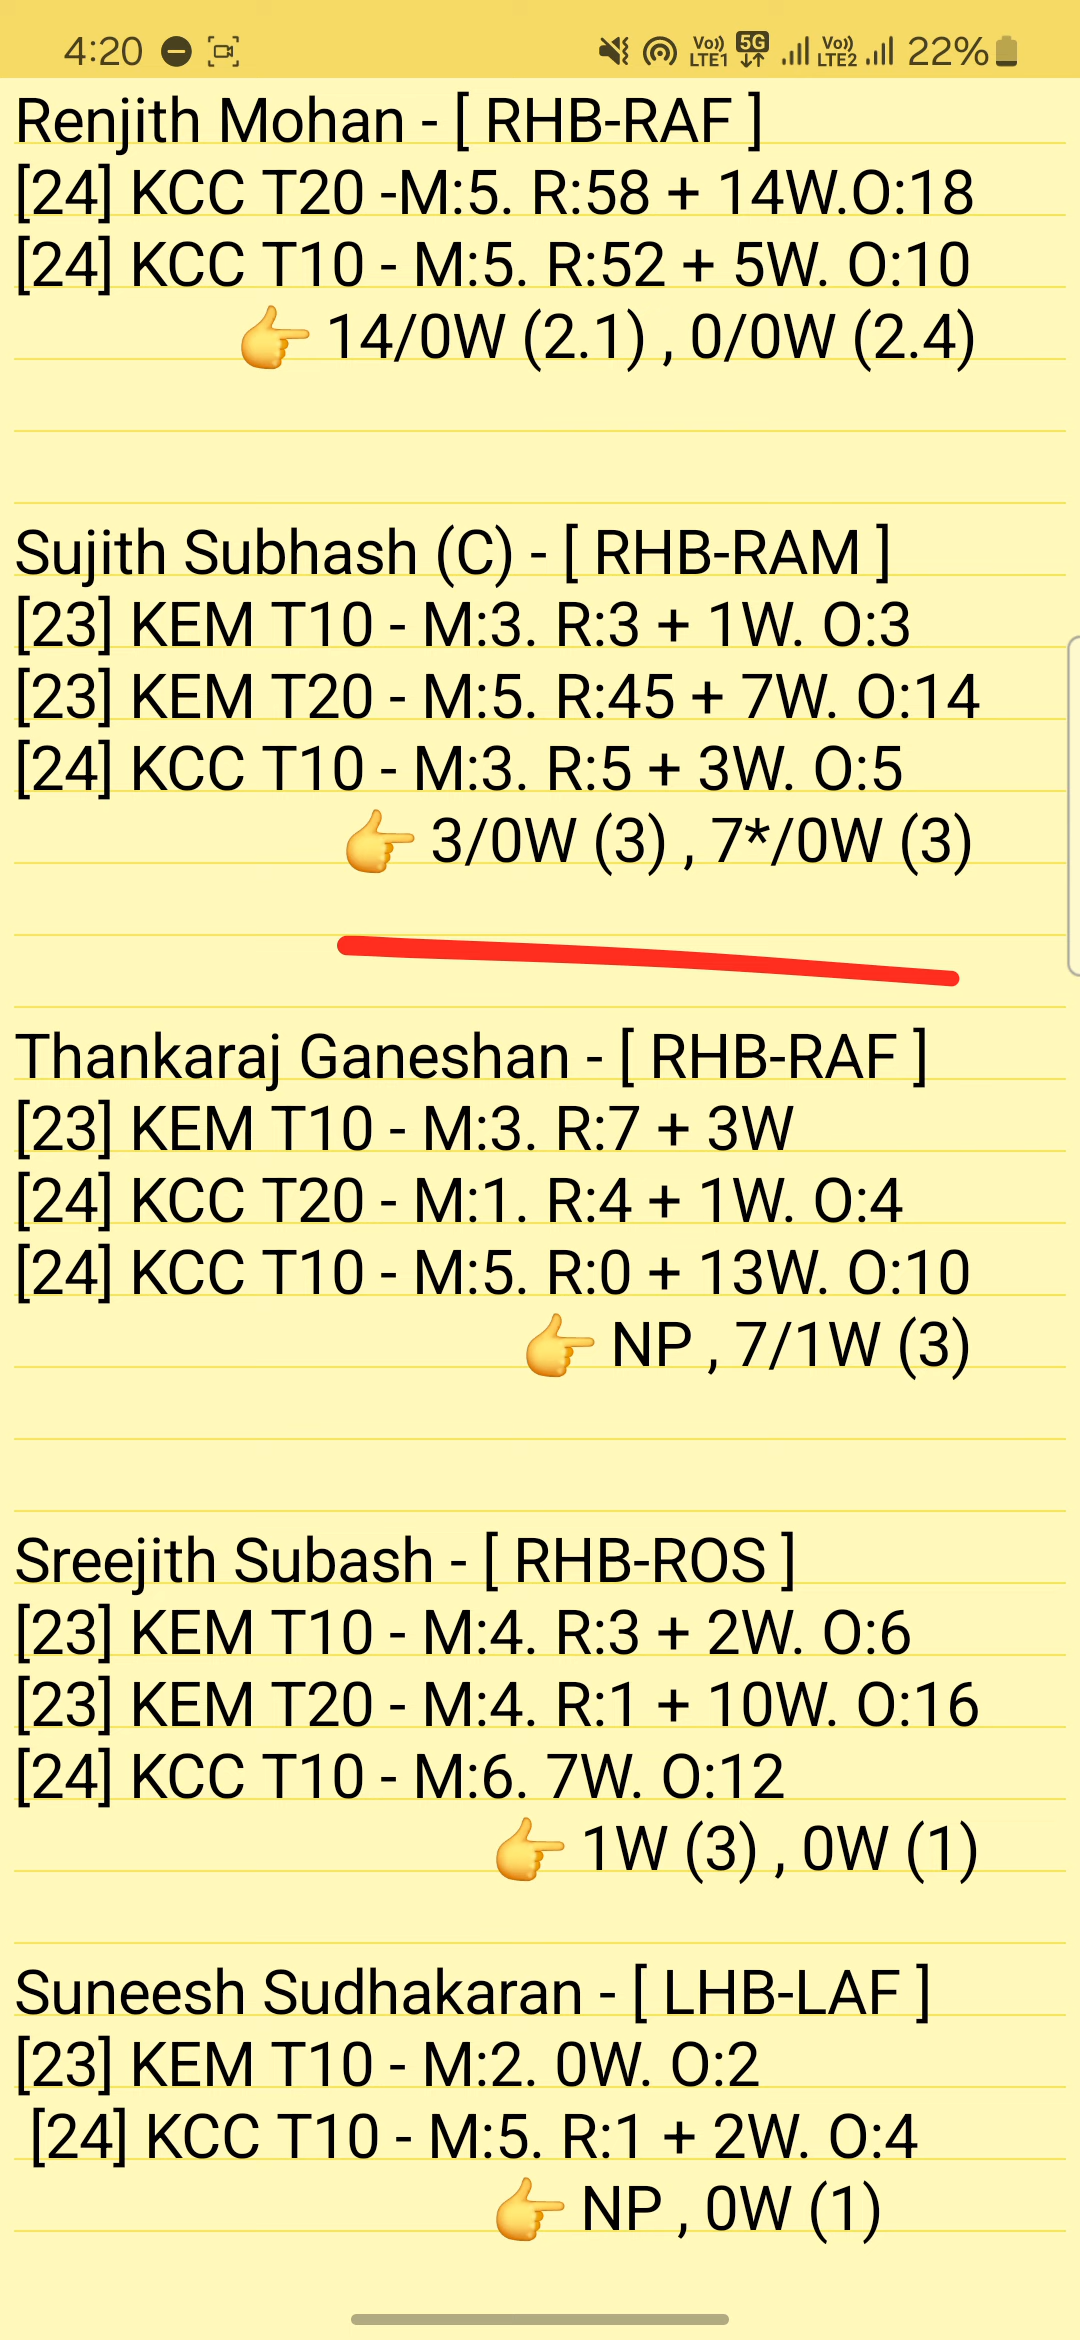 4:20 Vo)) LTE1 5G Vo)) LTE2 22%
Renjith Mohan - [ RHB-RAF ]
[24] KCC T20 -M:5. R:58 + 14W.O:18
[24] KCC T10 - M:5. R:52 + 5W. O:10
👉 14/0W (2.1) , 0/0W (2.4)
Sujith Subhash (C) - [ RHB-RAM ]
[23] KEM T10 - M:3. R:3 + 1W. O:3
[23] KEM T20 - M:5. R:45 + 7W. O:14
[24] KCC T10 - M:3. R:5 + 3W. O:5
👉 3/0W (3) , 7*/0W (3)
Thankaraj Ganeshan - [ RHB-RAF ]
[23] KEM T10 - M:3. R:7 + 3W
[24] KCC T20 - M:1. R:4 + 1W. O:4
[24] KCC T10 - M:5. R:0 + 13W. O:10
👉 NP , 7/1W (3)
Sreejith Subash - [ RHB-ROS ]
[23] KEM T10 - M:4. R:3 + 2W. O:6
[23] KEM T20 - M:4. R:1 + 10W. O:16
[24] KCC T10 - M:6. 7W. O:12
👉 1W (3) , 0W (1)
Suneesh Sudhakaran - [ LHB-LAF ]
[23] KEM T10 - M:2. 0W. O:2
[24] KCC T10 - M:5. R:1 + 2W. O:4
👉 NP , 0W (1)